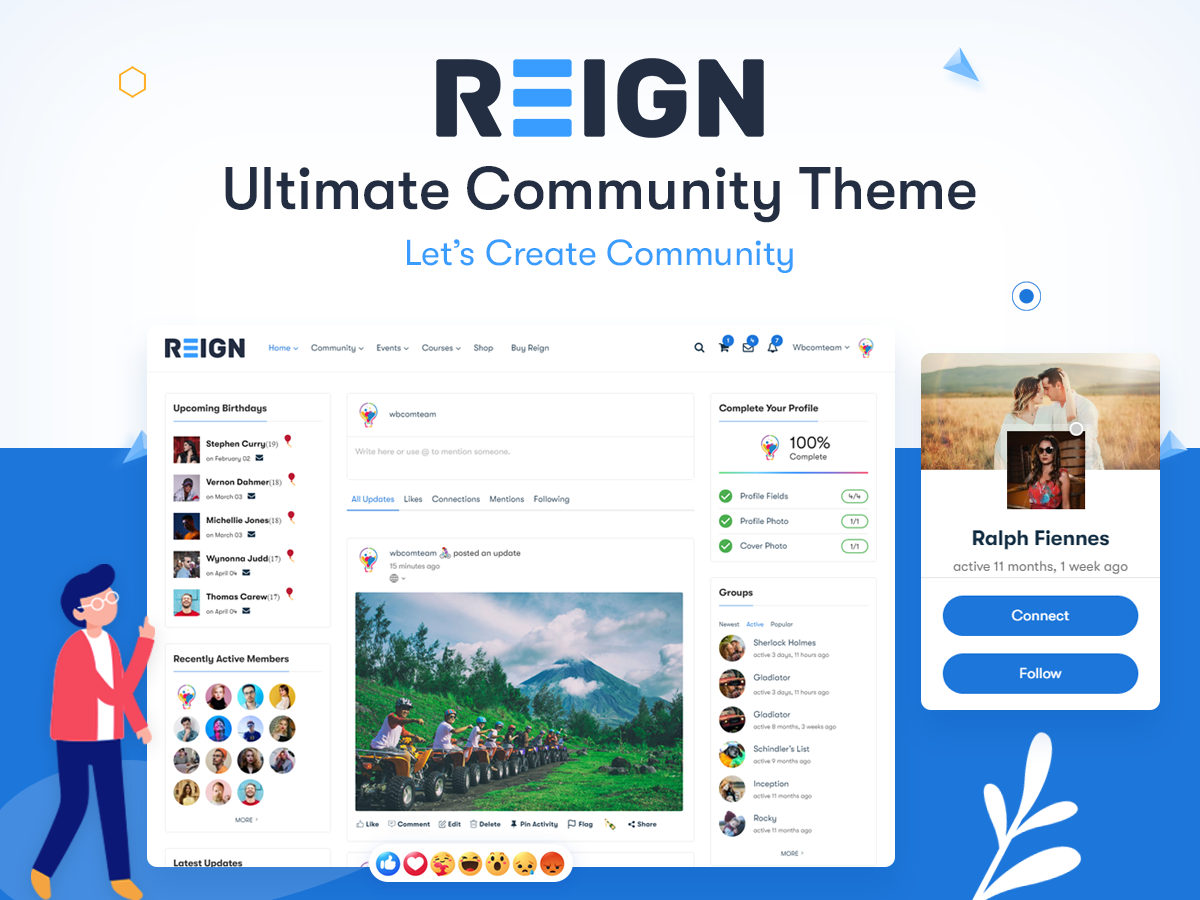 REIGN
Ultimate Community Theme
Let's Create Community
REIGN
Home Community Events Courses Shop Buy Reign
1 4 7
Wbcomteam
Upcoming Birthdays
Stephen Curry(19)
on February 02
Vernon Dahmer(18)
on March 03
Michellie Jones(18)
on March 03
Wynonna Judd(17)
on April 04
Thomas Carew(17)
on April 04
Recently Active Members
MORE >
Latest Updates
wbcomteam
Write here or use @ to mention someone.
All Updates Likes Connections Mentions Following
wbcomteam posted an update
15 minutes ago
Like Comment Edit Delete Pin Activity Flag Share
Complete Your Profile
100%
Complete
Profile Fields 4/4
Profile Photo 1/1
Cover Photo 1/1
Groups
Newest Active Popular
Sherlock Holmes
active 3 days, 11 hours ago
Gladiator
active 3 days, 11 hours ago
Gladiator
active 8 months, 3 weeks ago
Schindler's List
active 9 months ago
Inception
active 11 months ago
Rocky
active 11 months ago
MORE >
Ralph Fiennes
active 11 months, 1 week ago
Connect
Follow